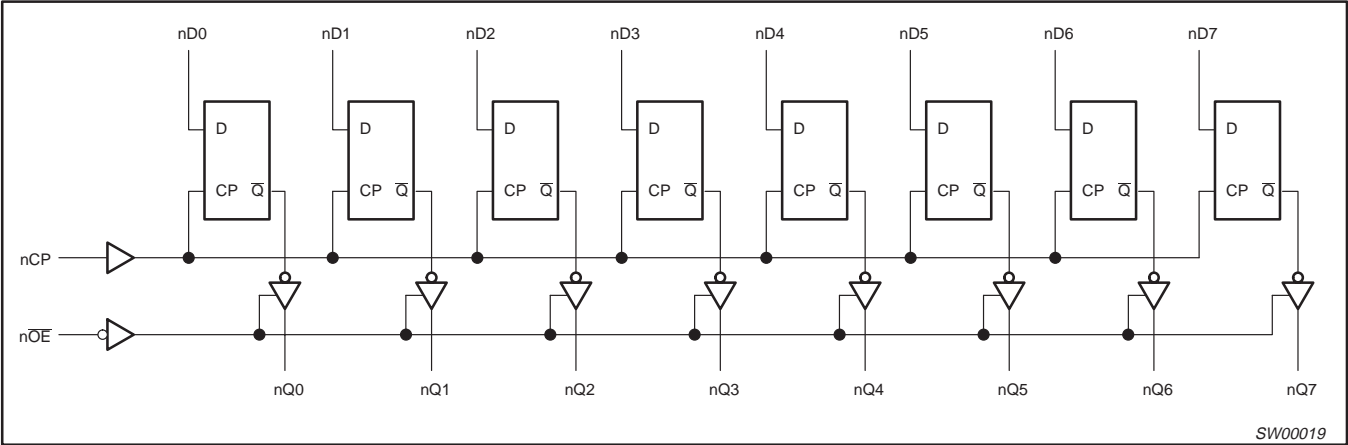 nD0 nD1 nD2 nD3 nD4 nD5 nD6 nD7
D D D D D D D D
CP Q̅ CP Q̅ CP Q̅ CP Q̅ CP Q̅ CP Q̅ CP Q̅ CP Q̅
nCP
nO̅E̅
nQ0 nQ1 nQ2 nQ3 nQ4 nQ5 nQ6 nQ7
SW00019